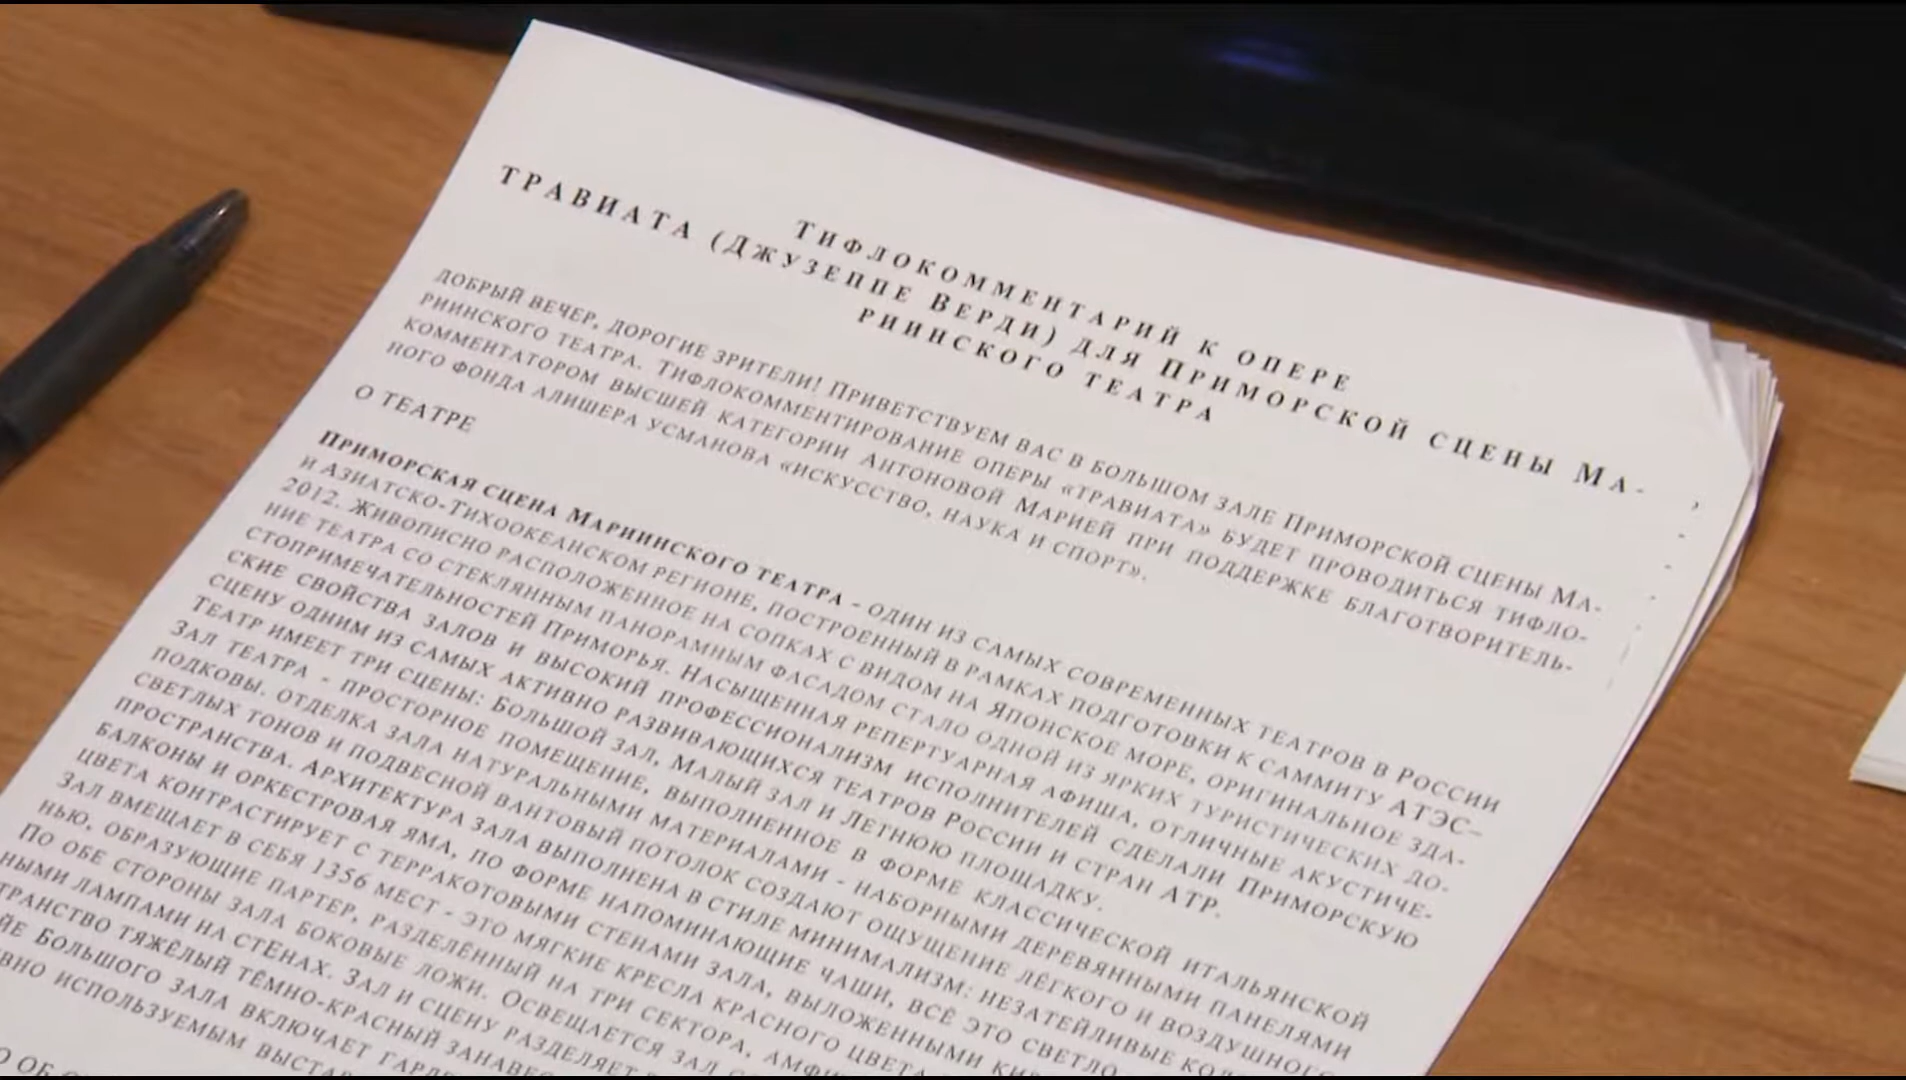 Тифлокомментарий к опере
Травиата (Джузеппе Верди) для Приморской сцены Ма-
риинского театра
Добрый вечер, дорогие зрители! Приветствуем вас в большом зале Приморской сцены Ма-
риинского театра. Тифлокомментирование оперы «Травиата» будет проводиться тифло-
комментатором высшей категории Антоновой Марией при поддержке благотворитель-
ного фонда Алишера Усманова «Искусство, наука и спорт».
О театре
Приморская сцена Мариинского театра - один из самых современных театров в России
и Азиатско-Тихоокеанском регионе, построенный в рамках подготовки к саммиту АТЭС–
2012. Живописно расположенное на сопках с видом на Японское море, оригинальное зда-
ние театра со стеклянным панорамным фасадом стало одной из ярких туристических до-
стопримечательностей Приморья. Насыщенная репертуарная афиша, отличные акустиче-
ские свойства залов и высокий профессионализм исполнителей сделали Приморскую
сцену одним из самых активно развивающихся театров России и стран АТР.
Театр имеет три сцены: Большой зал, Малый зал и Летнюю площадку.
Зал театра - просторное помещение, выполненное в форме классической итальянской
подковы. Отделка зала натуральными материалами - наборными деревянными панелями
светлых тонов и подвесной вантовый потолок создают ощущение лёгкого и воздушного
пространства. Архитектура зала выполнена в стиле минимализм: незатейливые
балконы и оркестровая яма, по форме напоминающие чаши, всё это светло
цвета контрастирует с терракотовыми стенами зала, выложенными
Зал вмещает в себя 1356 мест - это мягкие кресла красного цвета
нью, образующие партер, разделённый на три сектора,
По обе стороны зала боковые ложи. Освещается зал
ными лампами на стЕнах. Зал и сцену разделяет
тяжёлый тёмно-красный
Большого зала включает
используемым